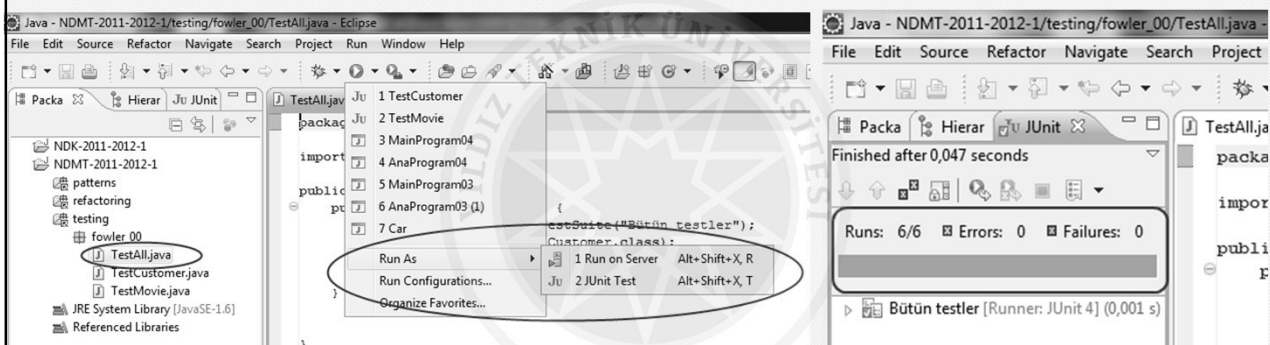 Java - NDMT-2011-2012-1/testing/fowler_00/TestAll.java - Eclipse
File Edit Source Refactor Navigate Search Project Run Window Help
Packa Hierar JUnit
NDK-2011-2012-1
NDMT-2011-2012-1
patterns
refactoring
testing
fowler_00
TestAll.java
TestCustomer.java
TestMovie.java
JRE System Library [JavaSE-1.6]
Referenced Libraries
TestAll.jav
packag
import
public
pu
{
estSuite("Bütün testler");
Customer.class);
}
}
1 TestCustomer
2 TestMovie
3 MainProgram04
4 AnaProgram04
5 MainProgram03
6 AnaProgram03 (1)
7 Car
Run As
Run Configurations...
Organize Favorites...
1 Run on Server Alt+Shift+X, R
2 JUnit Test Alt+Shift+X, T
YILDIZ TEKNİK ÜNİVERSİTESİ
Java - NDMT-2011-2012-1/testing/fowler_00/TestAll.java -
File Edit Source Refactor Navigate Search Project
Packa Hierar JUnit
Finished after 0,047 seconds
Runs: 6/6 Errors: 0 Failures: 0
Bütün testler [Runner: JUnit 4] (0,001 s)
TestAll.ja
packa
impor
publi
p